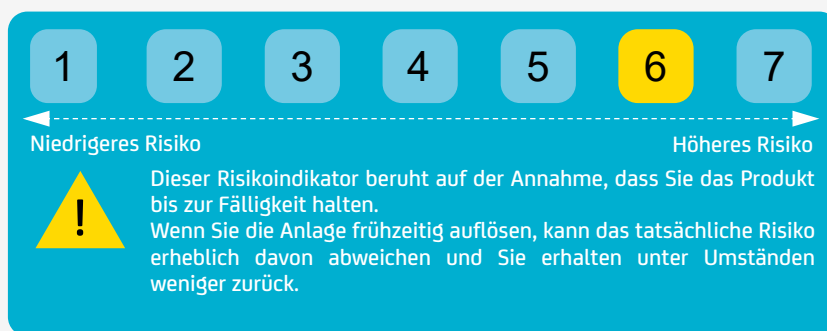 1 2 3 4 5 6 7
Niedrigeres Risiko Höheres Risiko
Dieser Risikoindikator beruht auf der Annahme, dass Sie das Produkt
bis zur Fälligkeit halten.
Wenn Sie die Anlage frühzeitig auflösen, kann das tatsächliche Risiko
erheblich davon abweichen und Sie erhalten unter Umständen
weniger zurück.
!